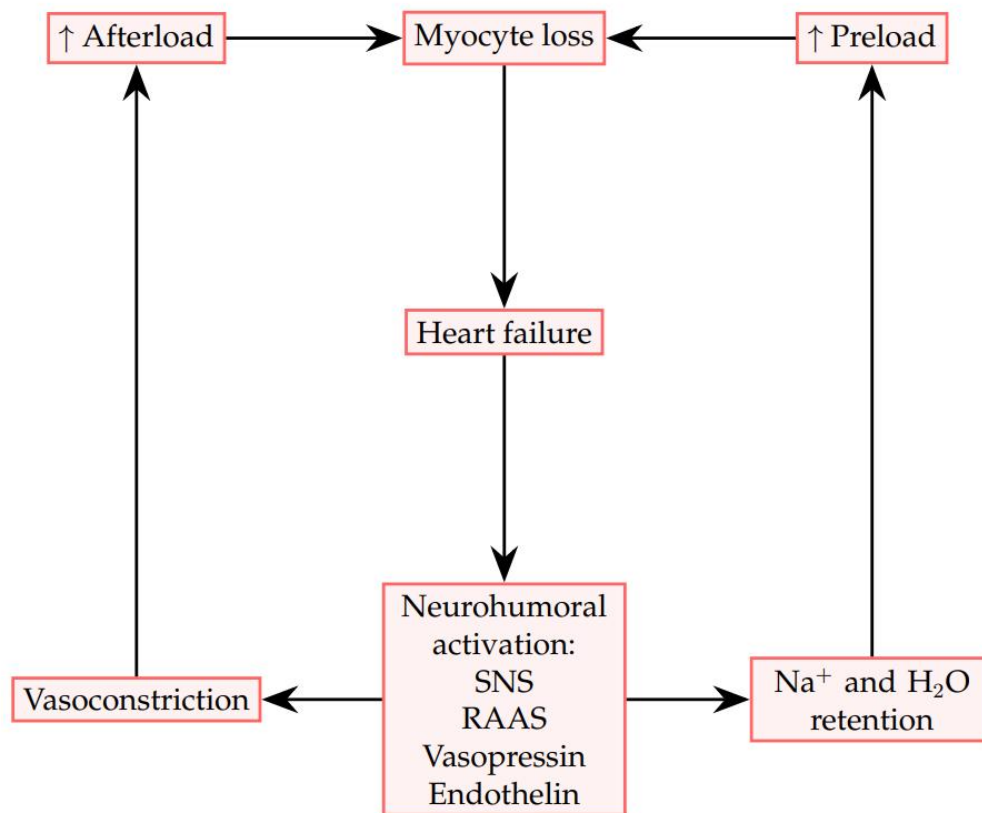 ↑ Afterload
Myocyte loss
↑ Preload
Heart failure
Neurohumoral
activation:
SNS
RAAS
Vasopressin
Endothelin
Vasoconstriction
Na⁺ and H₂O
retention